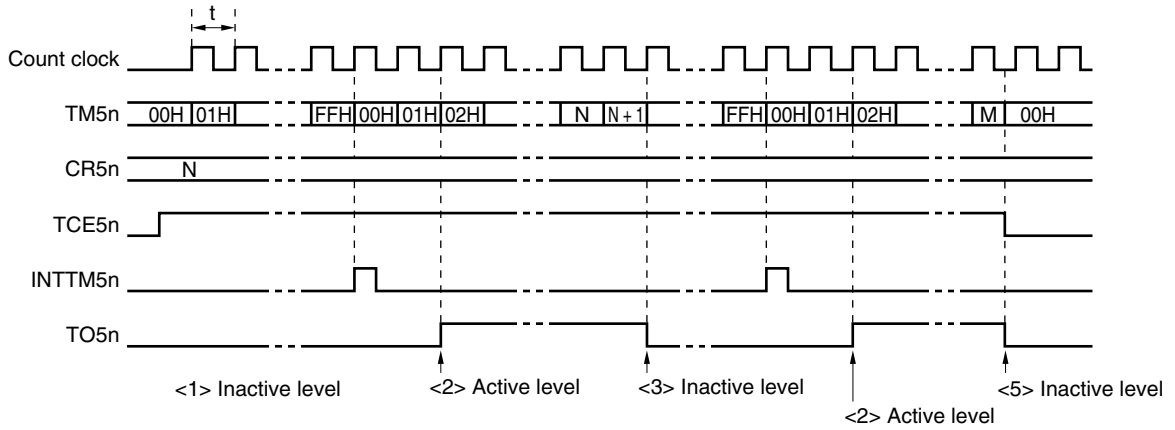 t
Count clock
TM5n 00H 01H FFH 00H 01H 02H N N + 1 FFH 00H 01H 02H M 00H
CR5n N
TCE5n
INTTM5n
TO5n
<1> Inactive level <2> Active level <3> Inactive level <5> Inactive level
<2> Active level